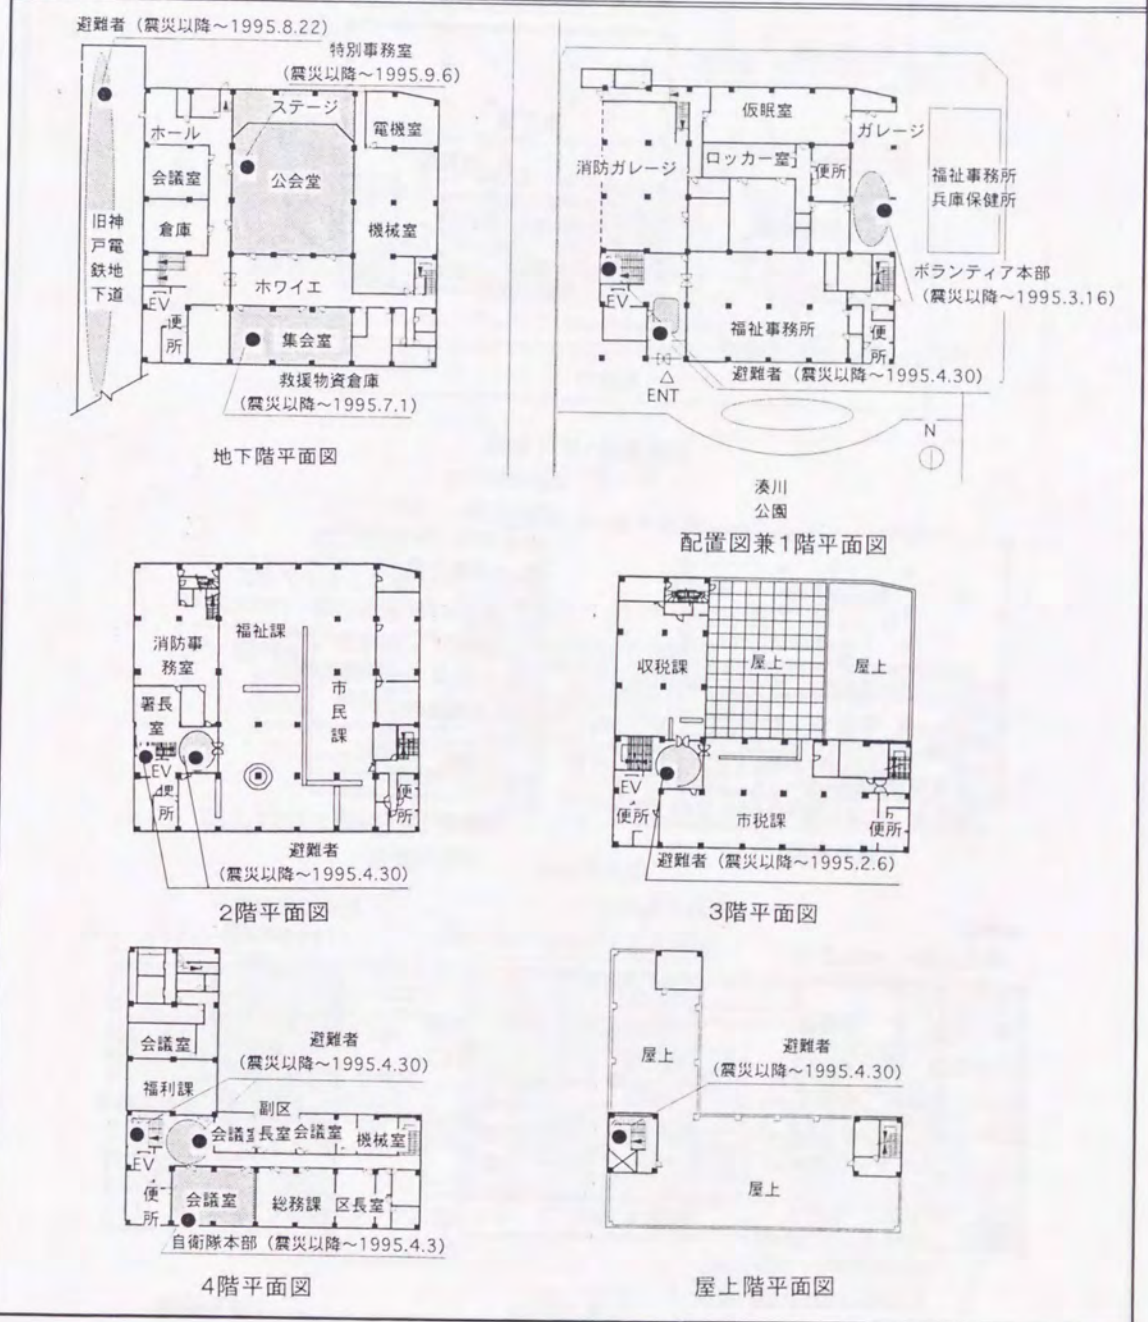 避難者（震災以降～1995.8.22）
特別事務室
（震災以降～1995.9.6）
ステージ
電機室
ホール
会議室
公会堂
倉庫
機械室
旧神
戸電
鉄地
下道
ホワイエ
EV
便
所
集会室
救援物資倉庫
（震災以降～1995.7.1）
地下階平面図
仮眠室
ガレージ
消防ガレージ
ロッカー室
便所
福祉事務所
兵庫保健所
ボランティア本部
（震災以降～1995.3.16）
EV
福祉事務所
便
所
避難者（震災以降～1995.4.30）
ENT
N
湊川
公園
配置図兼1階平面図
福祉課
消防事
務室
署長
室
市
民
課
EV
便
所
便
所
避難者
（震災以降～1995.4.30）
2階平面図
収税課
屋上
屋上
EV
便所
市税課
便所
避難者（震災以降～1995.2.6）
3階平面図
会議室
避難者
（震災以降～1995.4.30）
福利課
副区
会議室
長室
会議室
機械室
EV
便
所
会議室
総務課
区長室
自衛隊本部（震災以降～1995.4.3）
4階平面図
屋上
避難者
（震災以降～1995.4.30）
屋上
屋上階平面図